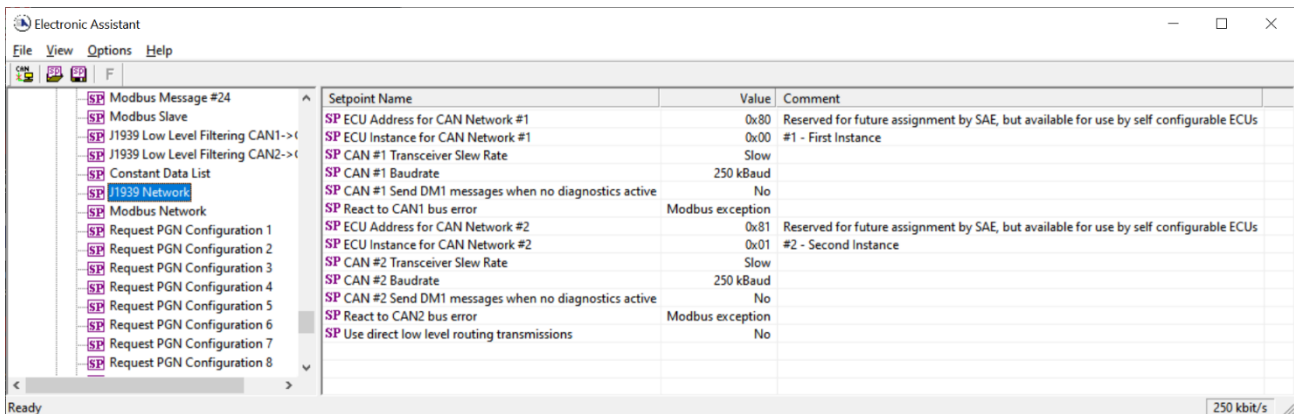 Electronic Assistant
File View Options Help
CAN SP SP F
SP Modbus Message #24
SP Modbus Slave
SP J1939 Low Level Filtering CAN1->
SP J1939 Low Level Filtering CAN2->
SP Constant Data List
SP J1939 Network
SP Modbus Network
SP Request PGN Configuration 1
SP Request PGN Configuration 2
SP Request PGN Configuration 3
SP Request PGN Configuration 4
SP Request PGN Configuration 5
SP Request PGN Configuration 6
SP Request PGN Configuration 7
SP Request PGN Configuration 8
Setpoint Name Value Comment
SP ECU Address for CAN Network #1 0x80 Reserved for future assignment by SAE, but available for use by self configurable ECUs
SP ECU Instance for CAN Network #1 0x00 #1 - First Instance
SP CAN #1 Transceiver Slew Rate Slow
SP CAN #1 Baudrate 250 kBaud
SP CAN #1 Send DM1 messages when no diagnostics active No
SP React to CAN1 bus error Modbus exception
SP ECU Address for CAN Network #2 0x81 Reserved for future assignment by SAE, but available for use by self configurable ECUs
SP ECU Instance for CAN Network #2 0x01 #2 - Second Instance
SP CAN #2 Transceiver Slew Rate Slow
SP CAN #2 Baudrate 250 kBaud
SP CAN #2 Send DM1 messages when no diagnostics active No
SP React to CAN2 bus error Modbus exception
SP Use direct low level routing transmissions No
Ready 250 kbit/s